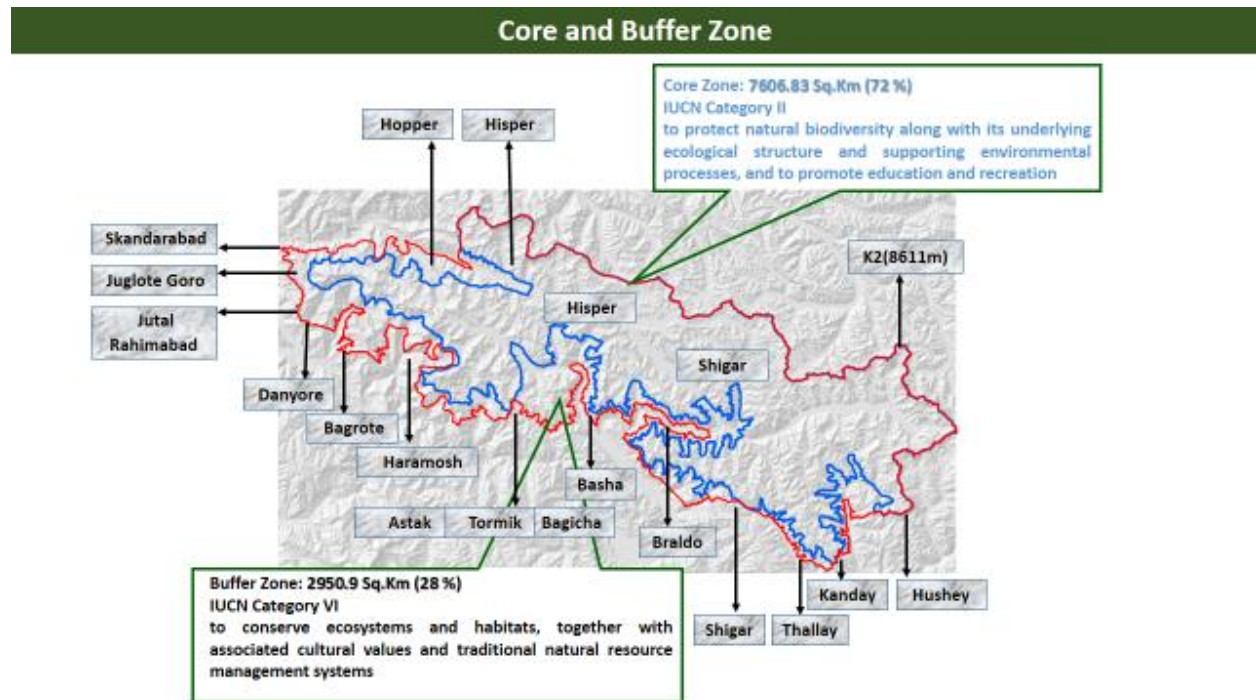 Core and Buffer Zone
Core Zone: 7606.83 Sq.Km (72 %)
IUCN Category II
to protect natural biodiversity along with its underlying
ecological structure and supporting environmental
processes, and to promote education and recreation
Hopper
Hisper
Skandarabad
K2(8611m)
Juglote Goro
Hisper
Jutal
Rahimabad
Shigar
Danyore
Bagrote
Haramosh
Basha
Astak
Tormik
Bagicha
Braldo
Buffer Zone: 2950.9 Sq.Km (28 %)
IUCN Category VI
to conserve ecosystems and habitats, together with
associated cultural values and traditional natural resource
management systems
Kanday
Hushey
Shigar
Thallay